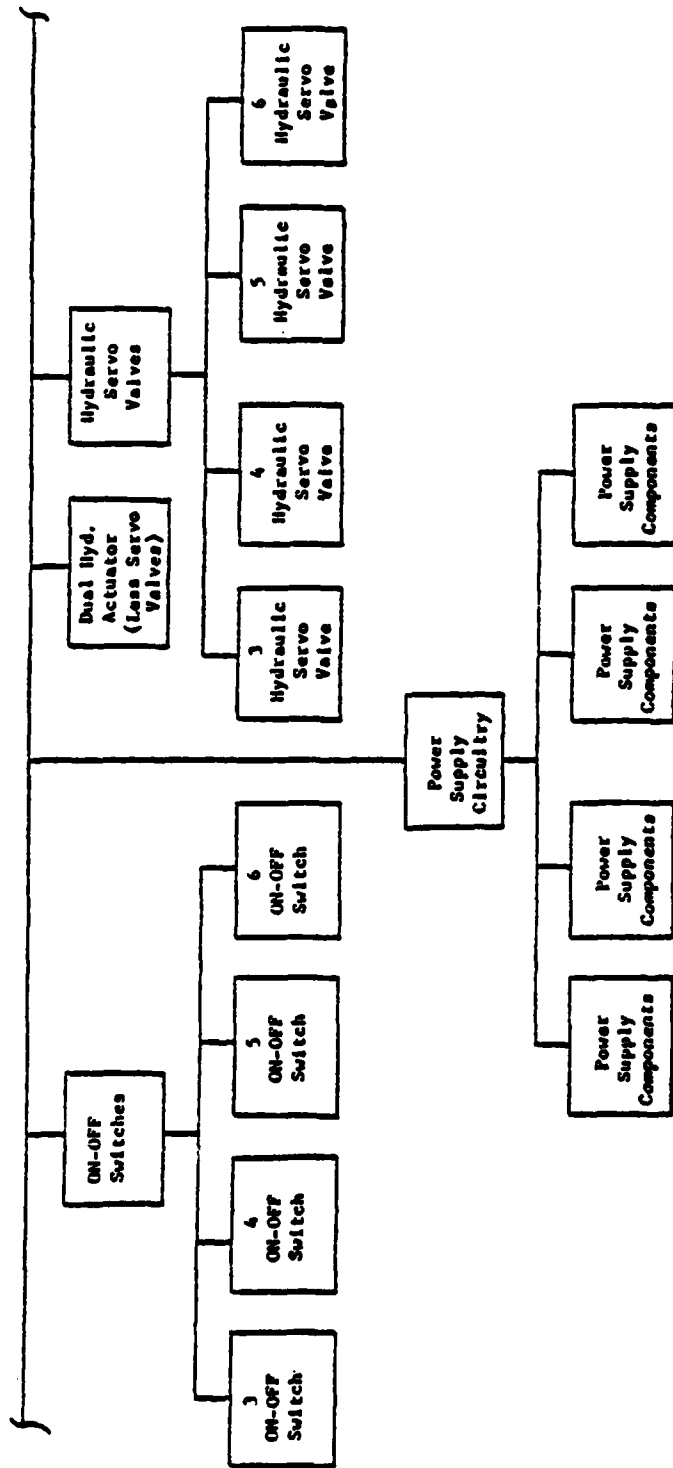 ON-OFF
Switches
3
ON-OFF
Switch
4
ON-OFF
Switch
5
ON-OFF
Switch
6
ON-OFF
Switch
Dual Hyd.
Actuator
(Less Servo
Valves)
Hydraulic
Servo
Valves
3
Hydraulic
Servo
Valve
4
Hydraulic
Servo
Valve
5
Hydraulic
Servo
Valve
6
Hydraulic
Servo
Valve
Power
Supply
Circuitry
Power
Supply
Components
Power
Supply
Components
Power
Supply
Components
Power
Supply
Components